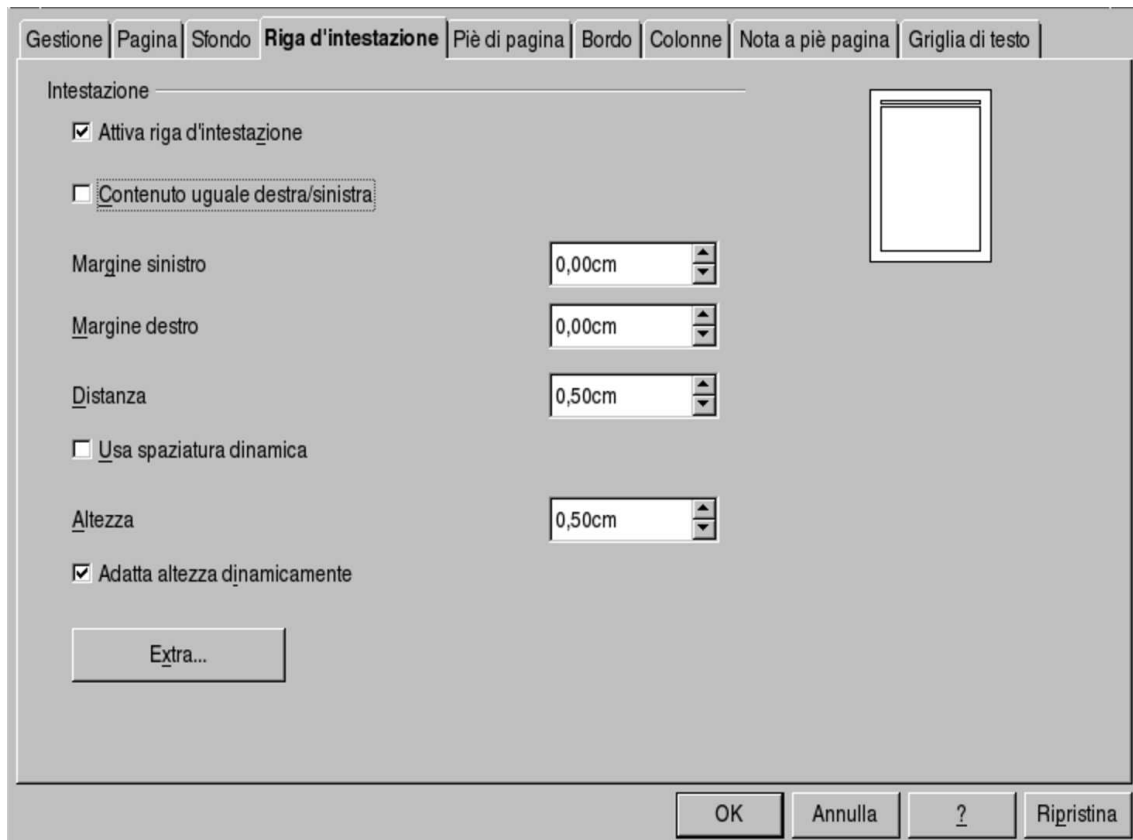 Gestione Pagina Sfondo Riga d'intestazione Piè di pagina Bordo Colonne Nota a piè pagina Griglia di testo
Intestazione
Attiva riga d'intestazione
Contenuto uguale destra/sinistra
Margine sinistro 0,00cm
Margine destro 0,00cm
Distanza 0,50cm
Usa spaziatura dinamica
Altezza 0,50cm
Adatta altezza dinamicamente
Extra...
OK Annulla ? Ripristina